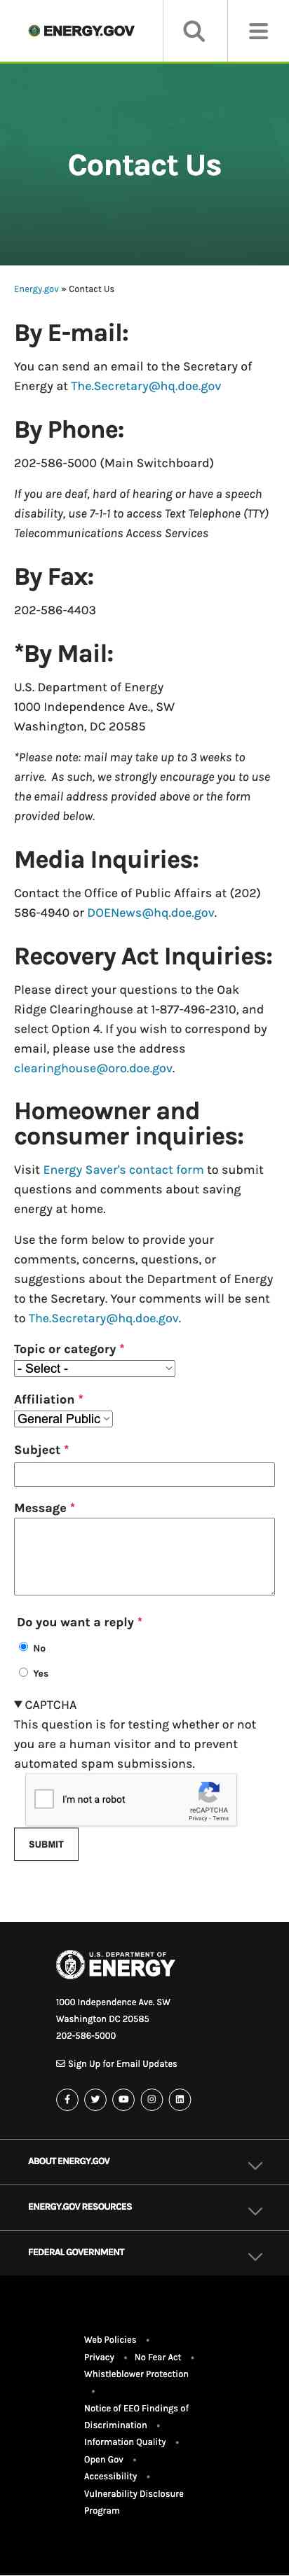 ENERGY.GOV
Contact Us
Energy.gov » Contact Us
By E-mail:
You can send an email to the Secretary of
Energy at The.Secretary@hq.doe.gov
By Phone:
202-586-5000 (Main Switchboard)
If you are deaf, hard of hearing or have a speech
disability, use 7-1-1 to access Text Telephone (TTY)
Telecommunications Access Services
By Fax:
202-586-4403
*By Mail:
U.S. Department of Energy
1000 Independence Ave., SW
Washington, DC 20585
*Please note: mail may take up to 3 weeks to
arrive.  As such, we strongly encourage you to use
the email address provided above or the form
provided below.
Media Inquiries:
Contact the Office of Public Affairs at (202)
586-4940 or DOENews@hq.doe.gov.
Recovery Act Inquiries:
Please direct your questions to the Oak
Ridge Clearinghouse at 1-877-496-2310, and
select Option 4. If you wish to correspond by
email, please use the address
clearinghouse@oro.doe.gov.
Homeowner and
consumer inquiries:
Visit Energy Saver's contact form to submit
questions and comments about saving
energy at home.
Use the form below to provide your
comments, concerns, questions, or
suggestions about the Department of Energy
to the Secretary. Your comments will be sent
to The.Secretary@hq.doe.gov.
Topic or category *
- Select -
Affiliation *
General Public
Subject *
Message *
Do you want a reply *
No
Yes
▼ CAPTCHA
This question is for testing whether or not
you are a human visitor and to prevent
automated spam submissions.
I'm not a robot
reCAPTCHA
Privacy - Terms
SUBMIT
U.S. DEPARTMENT OF
ENERGY
1000 Independence Ave. SW
Washington DC 20585
202-586-5000
Sign Up for Email Updates
ABOUT ENERGY.GOV
ENERGY.GOV RESOURCES
FEDERAL GOVERNMENT
Web Policies •
Privacy • No Fear Act •
Whistleblower Protection
•
Notice of EEO Findings of
Discrimination •
Information Quality •
Open Gov •
Accessibility •
Vulnerability Disclosure
Program